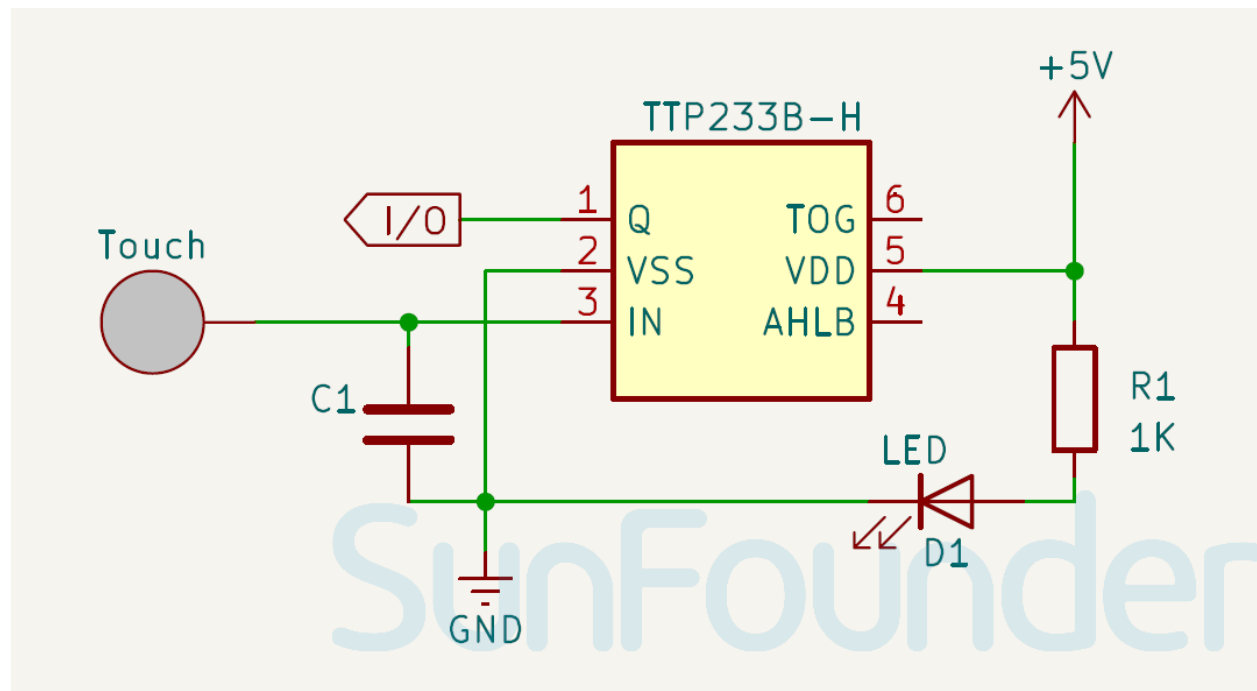 +5V
TTP233B-H
I/O
1
Q
TOG
6
Touch
2
VSS
VDD
5
3
IN
AHLB
4
C1
R1
1K
LED
D1
GND
SunFounder